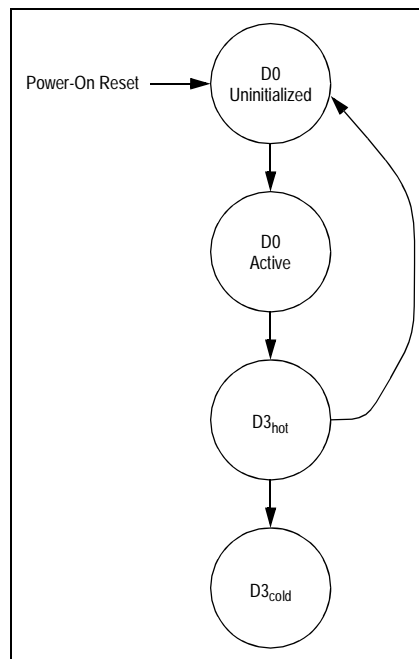 D0
Uninitialized
Power-On Reset
D0
Active
D3hot
D3cold